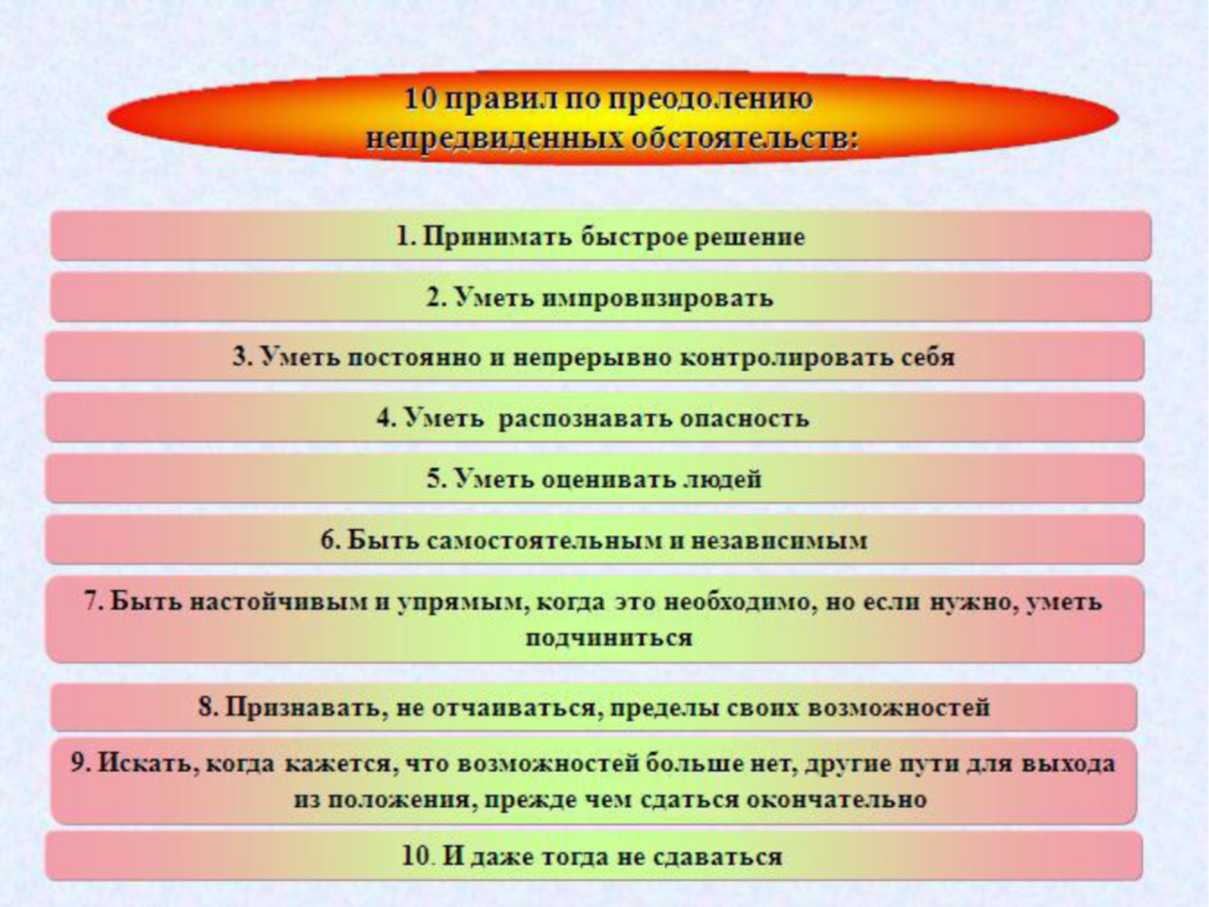 10 правил по преодолению
непредвиденных обстоятельств:
1. Принимать быстрое решение
2. Уметь импровизировать
3. Уметь постоянно и непрерывно контролировать себя
4. Уметь распознавать опасность
5. Уметь оценивать людей
6. Быть самостоятельным и независимым
7. Быть настойчивым и упрямым, когда это необходимо, но если нужно, уметь
подчиниться
8. Признавать, не отчаиваться, пределы своих возможностей
9. Искать, когда кажется, что возможностей больше нет, другие пути для выхода
из положения, прежде чем сдаться окончательно
10. И даже тогда не сдаваться